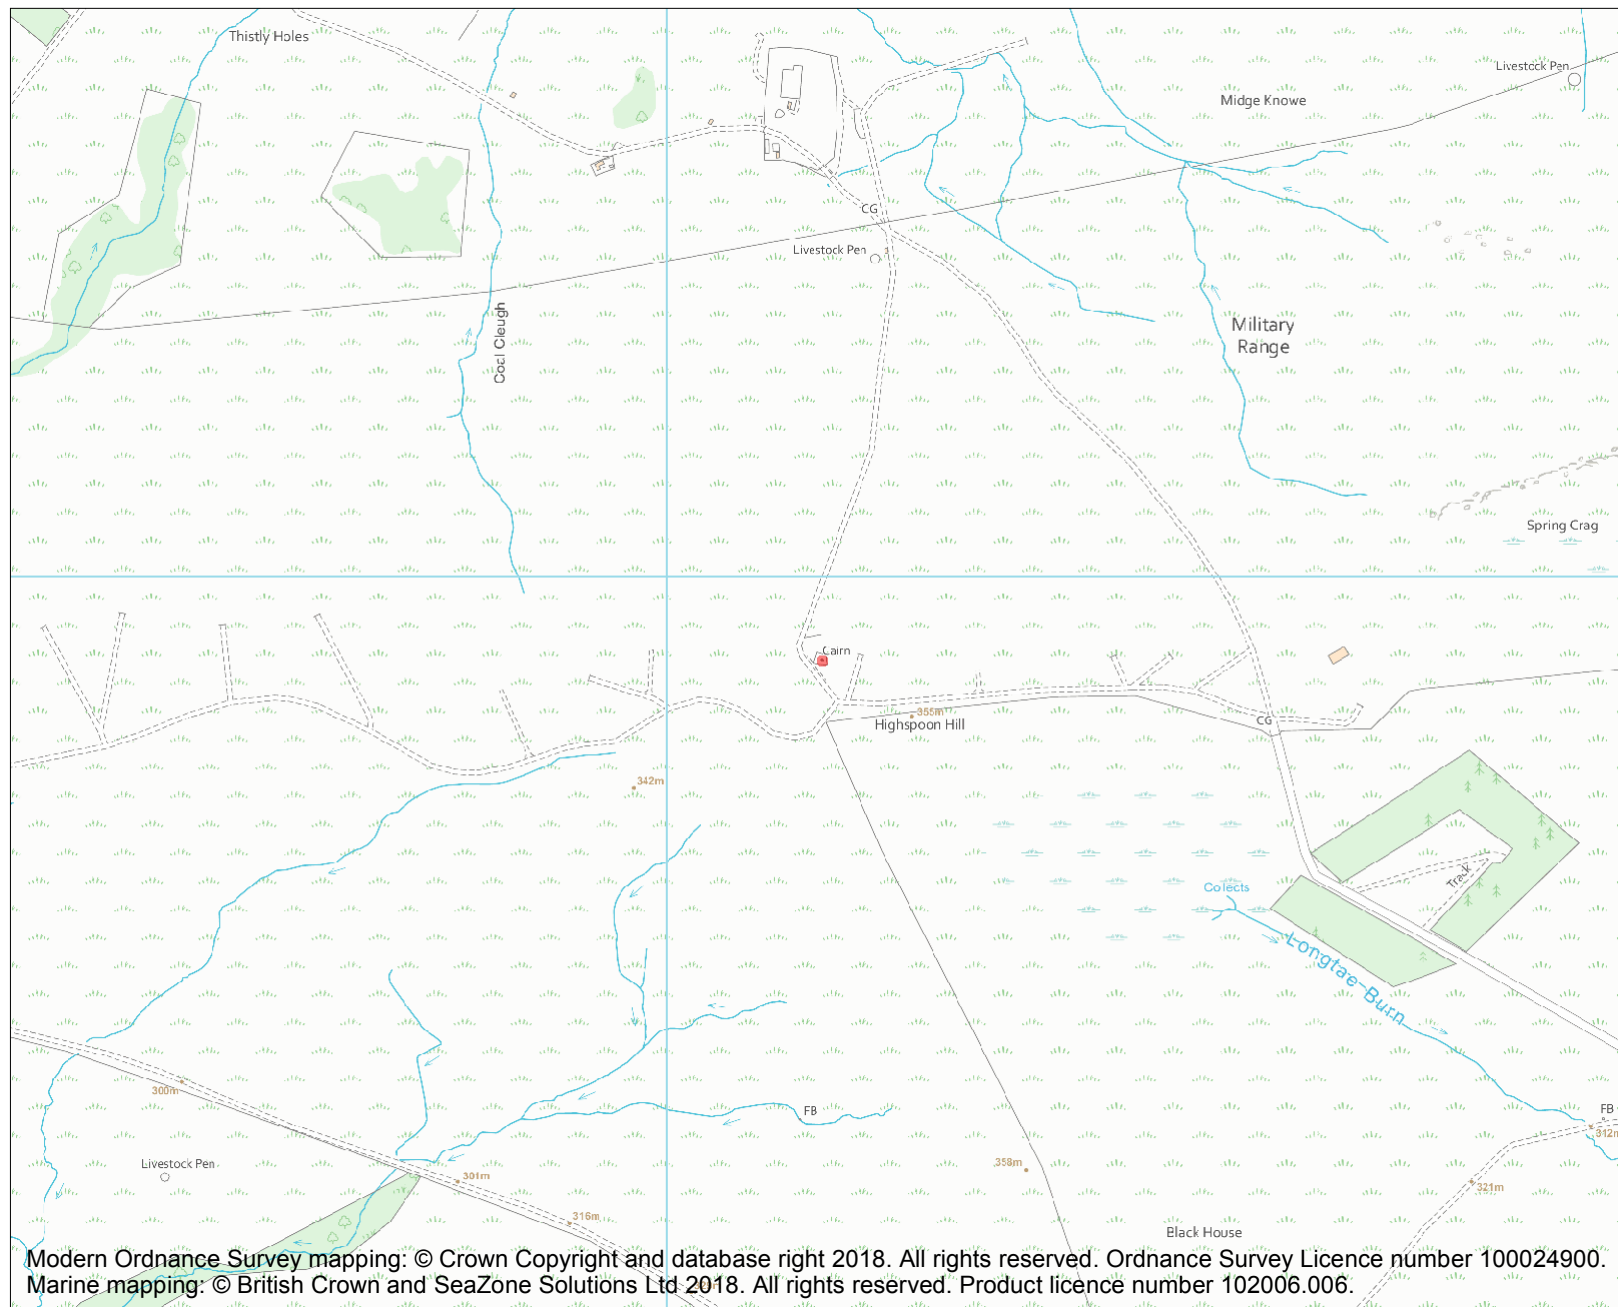 Thistly Holes
Livestock Pen
Midge Knowe
CG
Livestock Pen
Coal Cleugh
Military
Range
Spring Crag
Cairn
355m
Highspoon Hill
CG
342m
Track
Colects
Longtae Burn
300m
FB
FB
312m
Livestock Pen
301m
358m
321m
316m
Black House
Modern Ordnance Survey mapping: © Crown Copyright and database right 2018. All rights reserved. Ordnance Survey Licence number 100024900.
Marine mapping: © British Crown and SeaZone Solutions Ltd 2018. All rights reserved. Product licence number 102006.006.